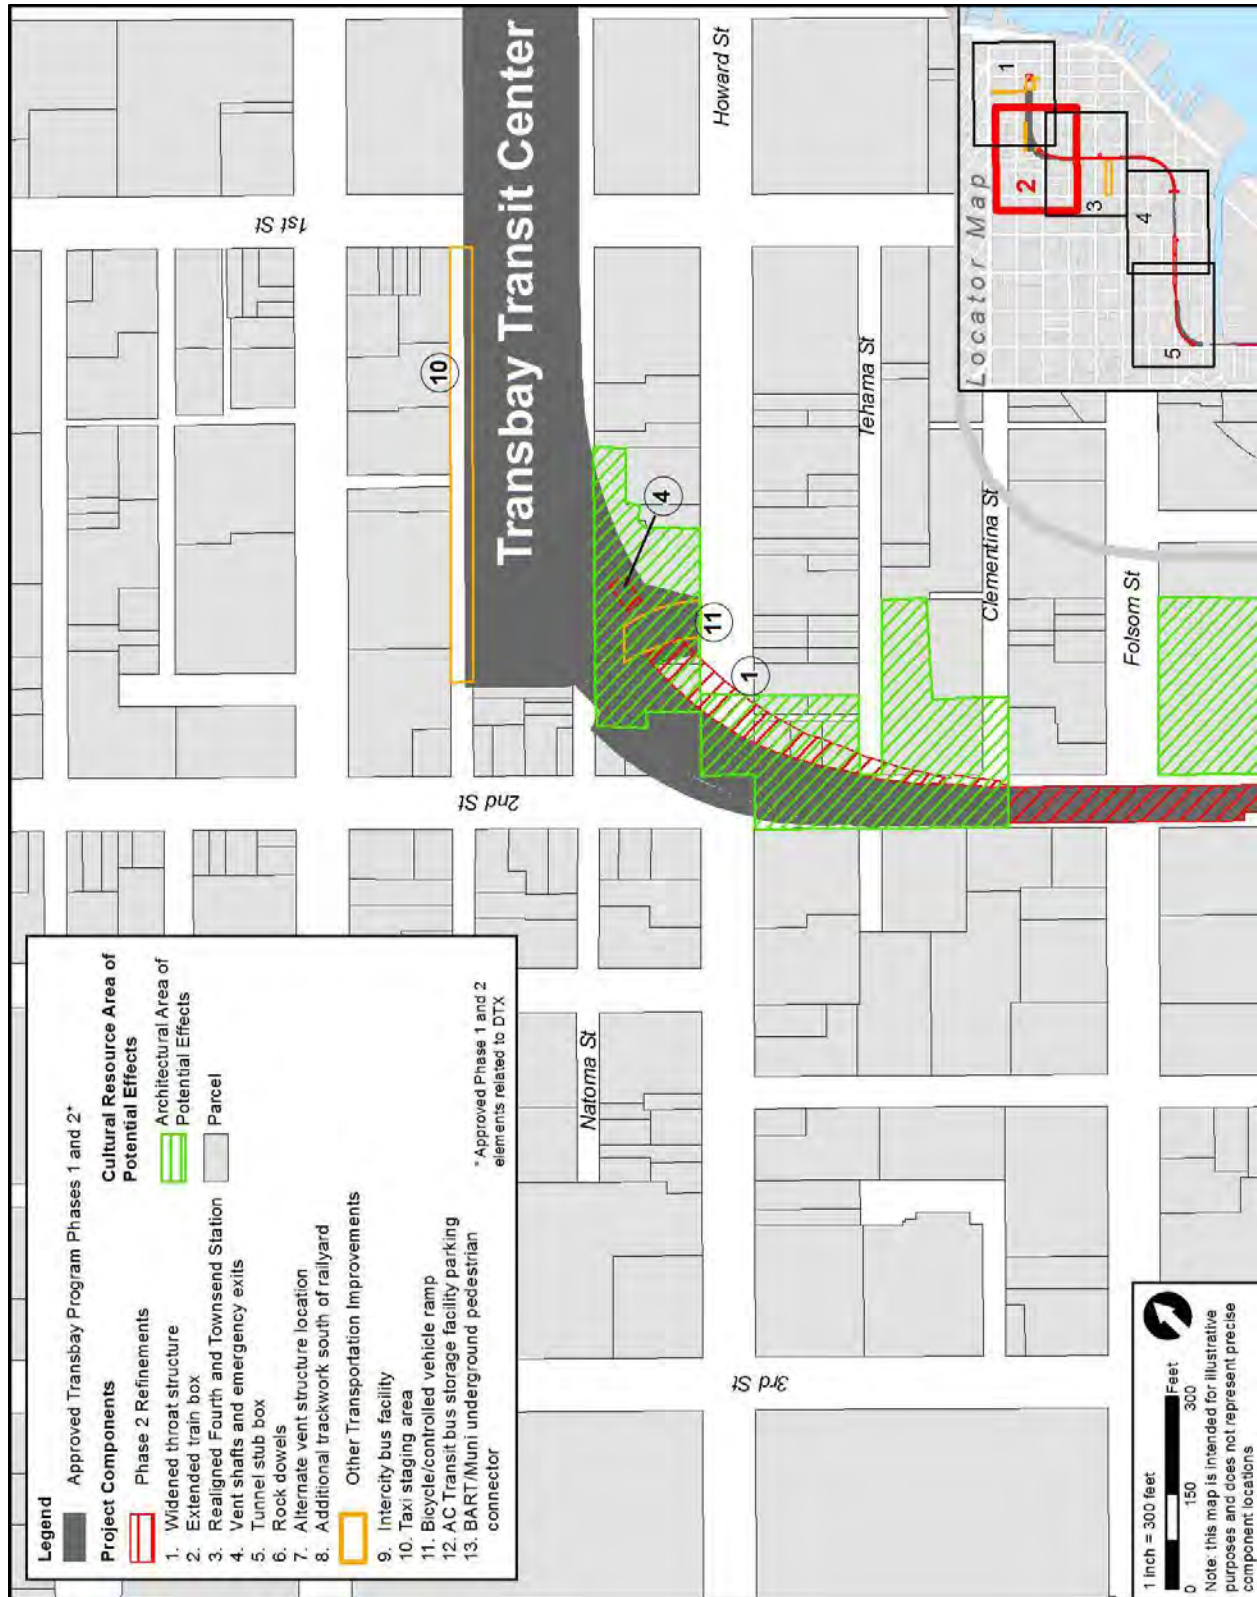 Legend
Approved Transbay Program Phases 1 and 2*
Project Components
Phase 2 Refinements
1. Widened throat structure
2. Extended train box
3. Realigned Fourth and Townsend Station
4. Vent shafts and emergency exits
5. Tunnel stub box
6. Rock dowels
7. Alternate vent structure location
8. Additional trackwork south of railyard
Other Transportation Improvements
9. Intercity bus facility
10. Taxi staging area
11. Bicycle/controlled vehicle ramp
12. AC Transit bus storage facility parking
13. BART/Muni underground pedestrian
connector
Cultural Resource Area of
Potential Effects
Architectural Area of
Potential Effects
Parcel
* Approved Phase 1 and 2
elements related to DTX
1st St
2nd St
3rd St
10
Transbay Transit Center
4
11
1
Natoma St
Howard St
Tehama St
Clementina St
Folsom St
1 inch = 300 feet
Feet
0 150 300
Note: this map is intended for illustrative
purposes and does not represent precise
component locations
Locator Map
1
2
3
4
5